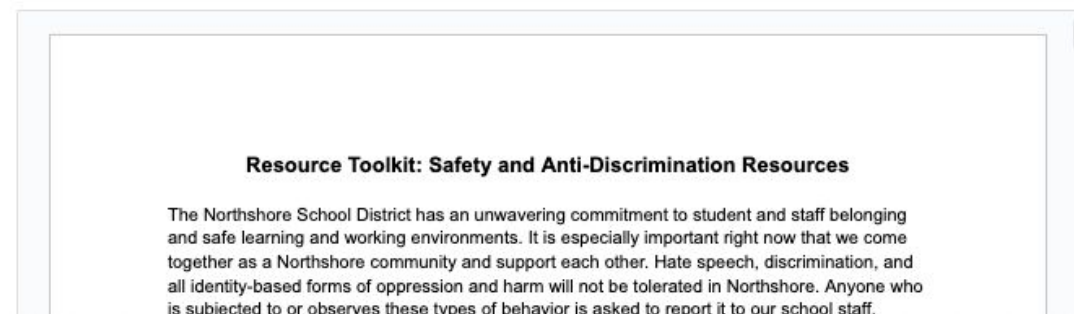 Resource Toolkit: Safety and Anti-Discrimination Resources
The Northshore School District has an unwavering commitment to student and staff belonging
and safe learning and working environments. It is especially important right now that we come
together as a Northshore community and support each other. Hate speech, discrimination, and
all identity-based forms of oppression and harm will not be tolerated in Northshore. Anyone who
is subjected to or observes these types of behavior is asked to report it to our school staff.